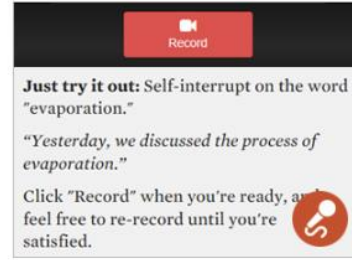 Record
Just try it out: Self-interrupt on the word
"evaporation."
"Yesterday, we discussed the process of
evaporation."
Click "Record" when you're ready, and
feel free to re-record until you're
satisfied.